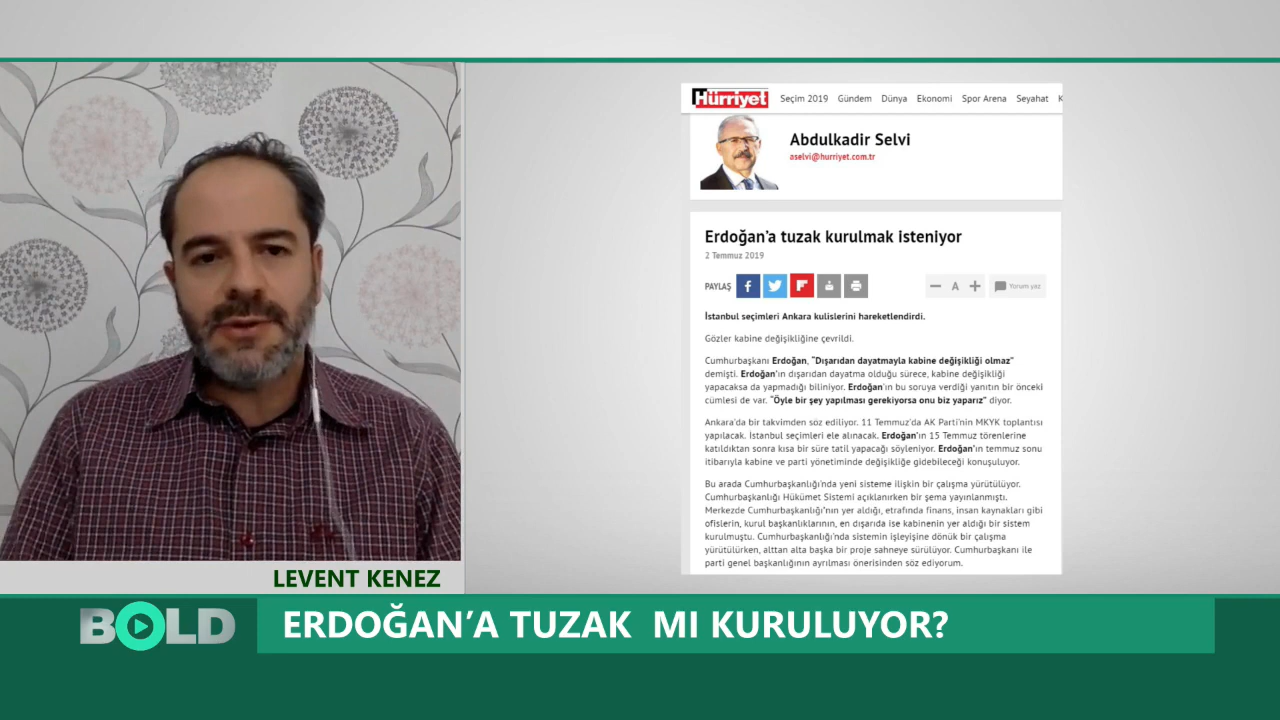 Hürriyet Seçim 2019 Gündem Dünya Ekonomi Spor Arena Seyahat K
Abdulkadir Selvi
aselvi@hurriyet.com.tr
Erdoğan'a tuzak kurulmak isteniyor
2 Temmuz 2019
PAYLAŞ A Yorum yaz
İstanbul seçimleri Ankara kulislerini hareketlendirdi.
Gözler kabine değişikliğine çevrildi.
Cumhurbaşkanı Erdoğan, "Dışarıdan dayatmayla kabine değişikliği olmaz"
demişti. Erdoğan'ın dışarıdan dayatma olduğu sürece, kabine değişikliği
yapacaksa da yapmadığı biliniyor. Erdoğan'ın bu soruya verdiği yanıtın bir önceki
cümlesi de var. "Öyle bir şey yapılması gerekiyorsa onu biz yaparız" diyor.
Ankara'da bir takvimden söz ediliyor. 11 Temmuz'da AK Parti'nin MKYK toplantısı
yapılacak. İstanbul seçimleri ele alınacak. Erdoğan'ın 15 Temmuz törenlerine
katıldıktan sonra kısa bir süre tatil yapacağı söyleniyor. Erdoğan'ın temmuz sonu
itibarıyla kabine ve parti yönetiminde değişikliğe gidebileceği konuşuluyor.
Bu arada Cumhurbaşkanlığı'nda yeni sisteme ilişkin bir çalışma yürütülüyor.
Cumhurbaşkanlığı Hükümet Sistemi açıklanırken bir şema yayınlanmıştı.
Merkezde Cumhurbaşkanlığı'nın yer aldığı, etrafında finans, insan kaynakları gibi
ofislerin, kurul başkanlıklarının, en dışarıda ise kabinenin yer aldığı bir sistem
kurulmuştu. Cumhurbaşkanlığı'nda sistemin işleyişine dönük bir çalışma
yürütülürken, alttan alta başka bir proje sahneye sürülüyor. Cumhurbaşkanı ile
parti genel başkanlığının ayrılması önerisinden söz ediyorum.
LEVENT KENEZ
BOLD
ERDOĞAN'A TUZAK MI KURULUYOR?